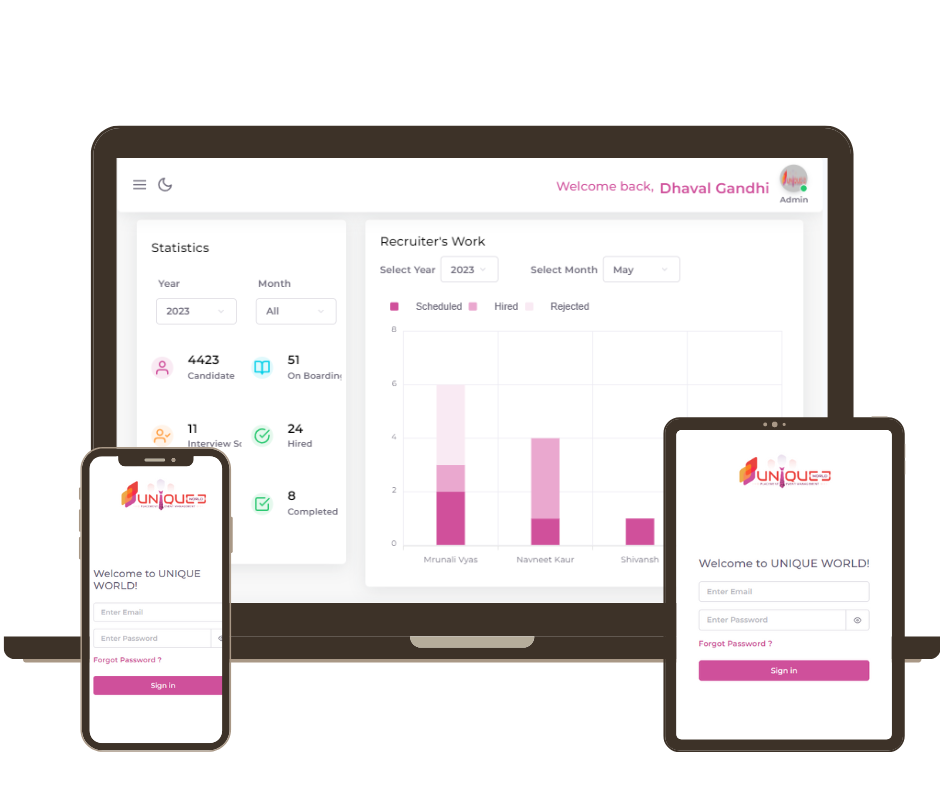 Welcome back, Dhaval Gandhi
Admin
Statistics
Year
Month
2023
All
4423
Candidate
51
On Boarding
11
Interview Sc
24
Hired
8
Completed
Recruiter's Work
Select Year
2023
Select Month
May
Scheduled
Hired
Rejected
8
6
4
2
0
Mrunali Vyas
Navneet Kaur
Shivansh
UNIQUE
WORLD
Welcome to UNIQUE
WORLD!
Enter Email
Enter Password
Forgot Password ?
Sign in
UNIQUE
WORLD
Welcome to UNIQUE WORLD!
Enter Email
Enter Password
Forgot Password ?
Sign in